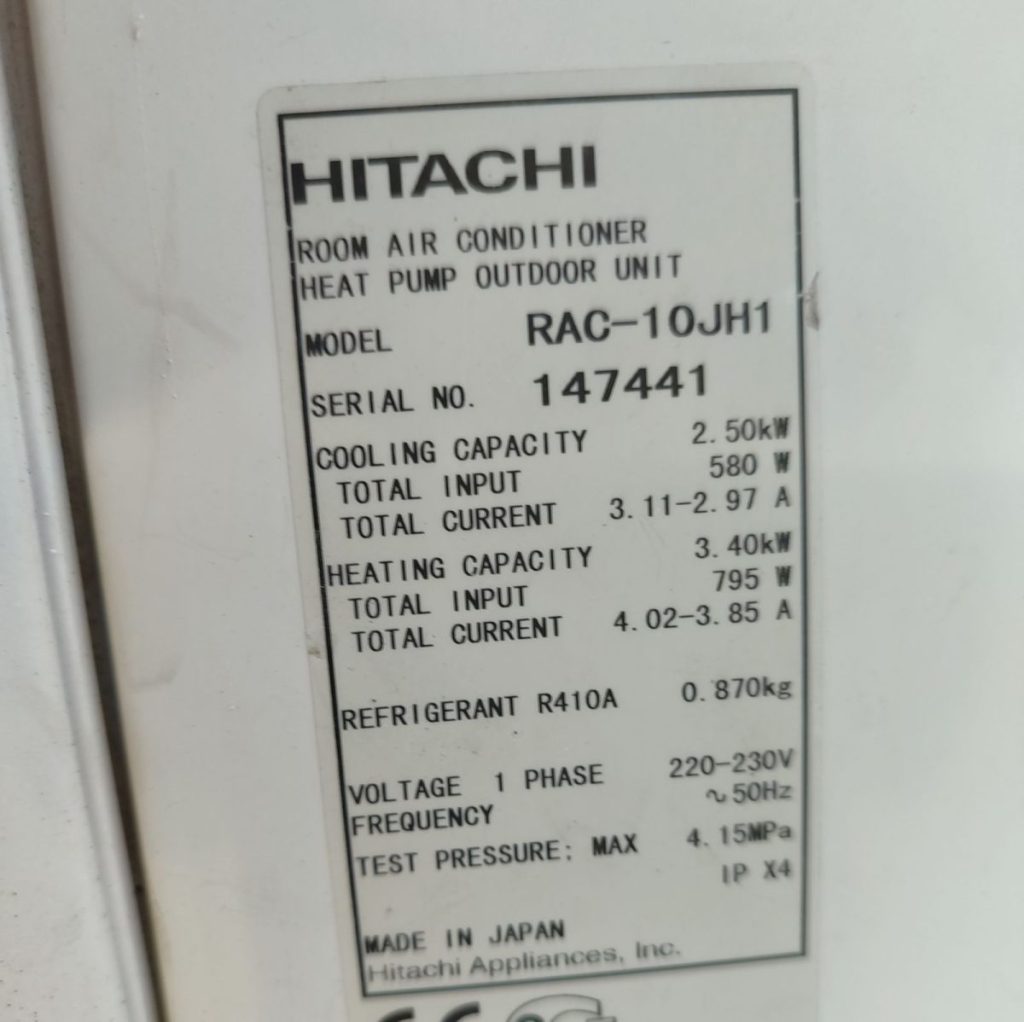 HITACHI
ROOM AIR CONDITIONER
HEAT PUMP OUTDOOR UNIT
MODEL RAC-10JH1
SERIAL NO. 147441
COOLING CAPACITY 2.50kW
TOTAL INPUT 580 W
TOTAL CURRENT 3.11-2.97 A
HEATING CAPACITY 3.40kW
TOTAL INPUT 795 W
TOTAL CURRENT 4.02-3.85 A
REFRIGERANT R410A 0.870kg
VOLTAGE 1 PHASE 220-230V
FREQUENCY ~50Hz
TEST PRESSURE: MAX 4.15MPa
IP X4
MADE IN JAPAN
Hitachi Appliances, Inc.